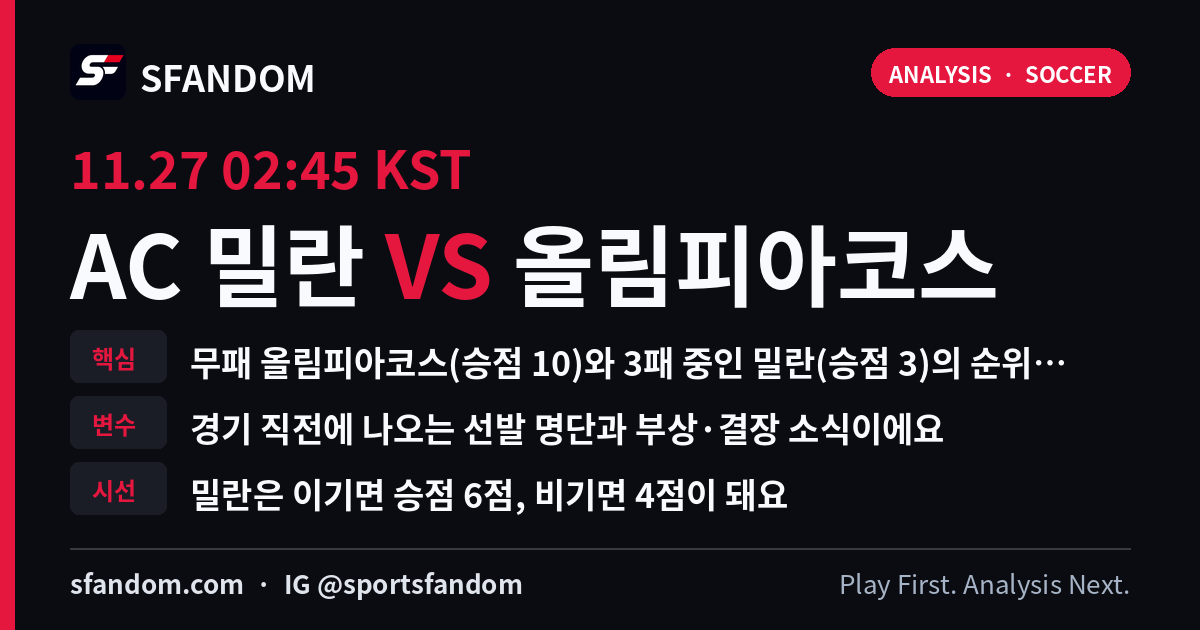 SFANDOM
ANALYSIS · SOCCER
11.27 02:45 KST
AC 밀란 VS 올림피아코스
핵심 무패 올림피아코스(승점 10)와 3패 중인 밀란(승점 3)의 순위…
변수 경기 직전에 나오는 선발 명단과 부상·결장 소식이에요
시선 밀란은 이기면 승점 6점, 비기면 4점이 돼요
sfandom.com · IG @sportsfandom
Play First. Analysis Next.